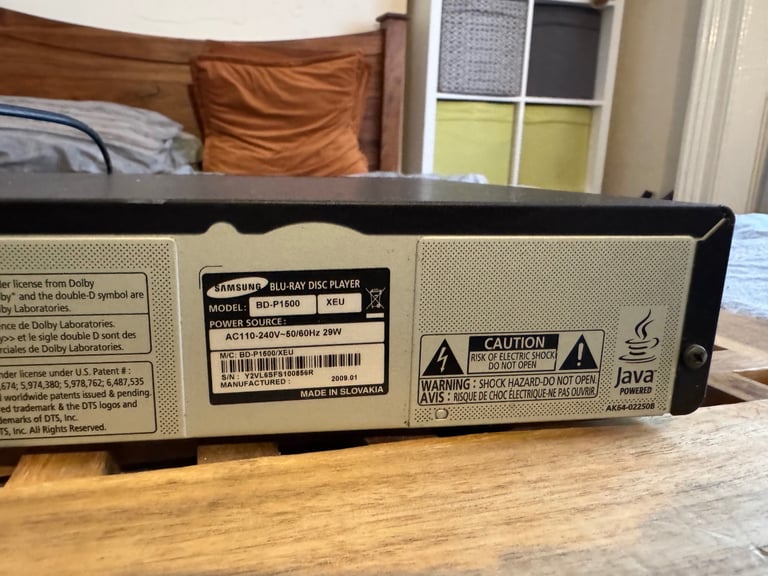 der license from Dolby
by" and the double-D symbol are
by Laboratories.
ence de Dolby Laboratories.
y>> et le sigle double D sont des
rciales de Dolby Laboratories.
nder license under U.S. Patent # :
,674; 5,974,380; 5,978,762; 6,487,535
l worldwide patents issued & pending.
ed trademark & the DTS logos and
demarks of DTS, Inc.
TS, Inc. All Rights Reserved.
SAMSUNG BLU-RAY DISC PLAYER
MODEL: BD-P1500 XEU
POWER SOURCE :
AC110-240V~50/60Hz 29W
M/C: BD-P1500/XEU
S/N : Y2VL6SFS100856R
MANUFACTURED : 2009.01
MADE IN SLOVAKIA
CAUTION
RISK OF ELECTRIC SHOCK
DO NOT OPEN
WARNING : SHOCK HAZARD-DO NOT OPEN.
AVIS : RISQUE DE CHOC ÉLECTRIQUE-NE PAS OUVRIR.
Java
POWERED
AK64-02250B